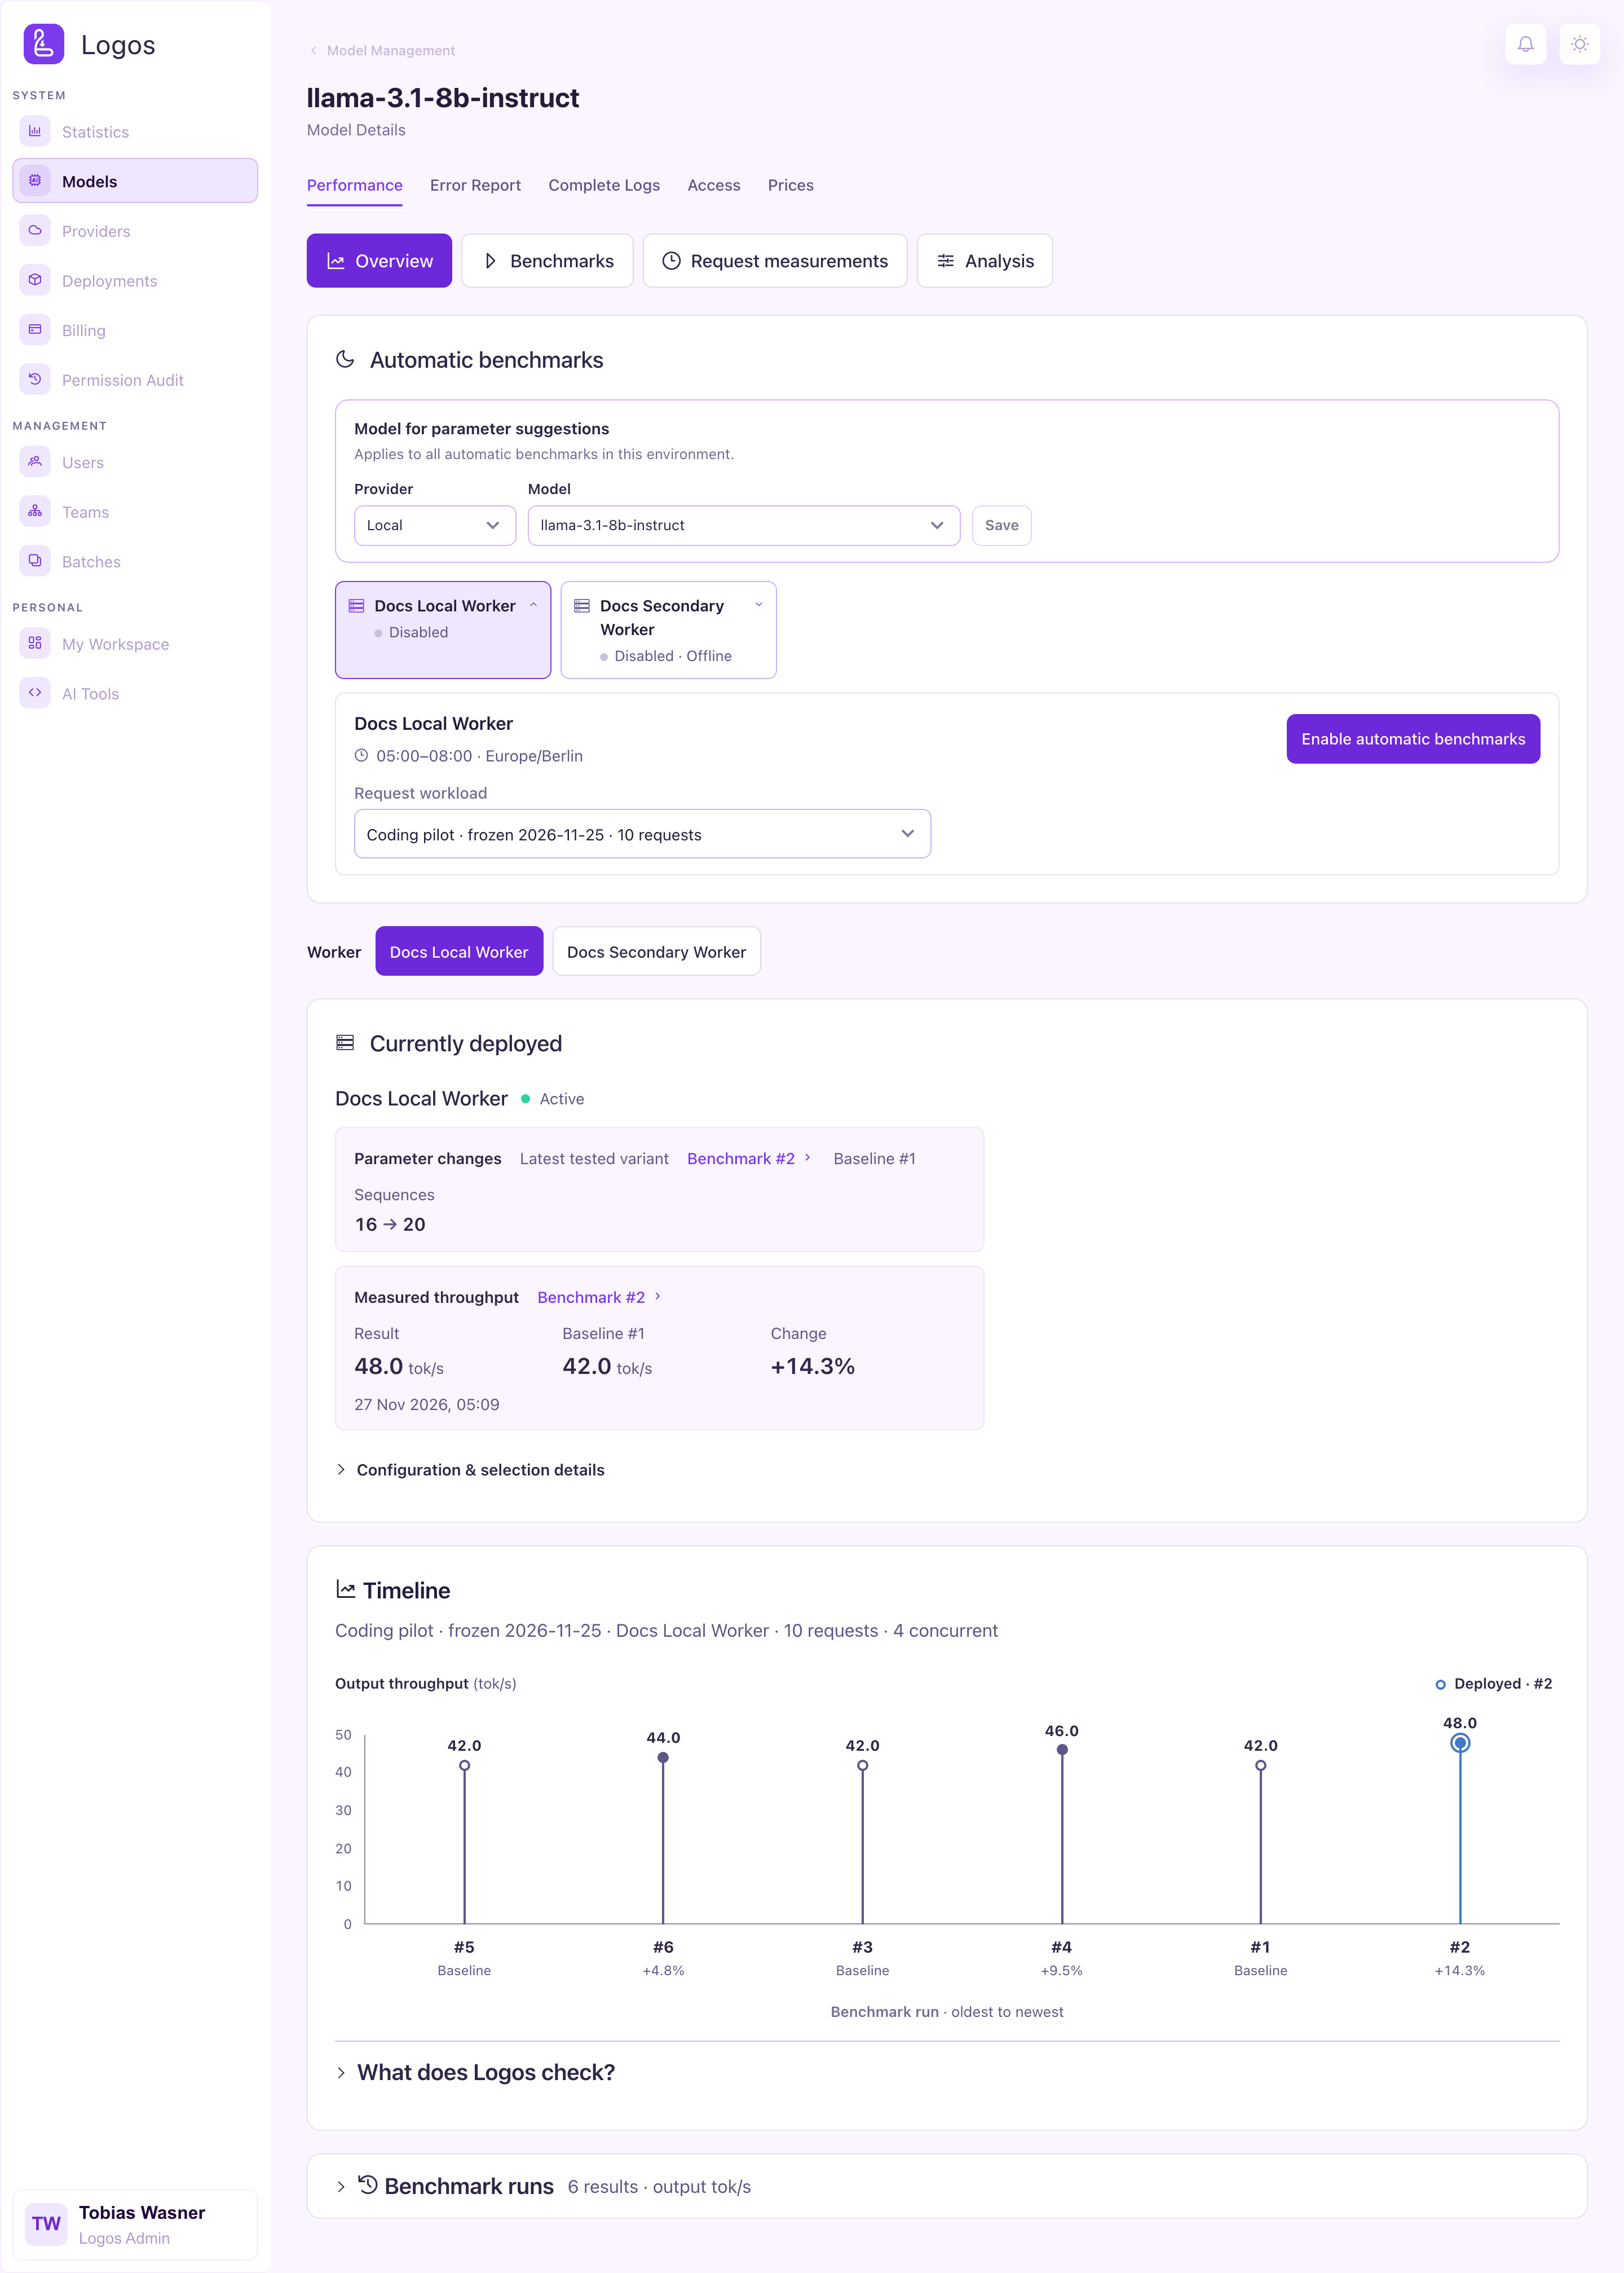 Logos
SYSTEM
Statistics
Models
Providers
Deployments
Billing
Permission Audit
MANAGEMENT
Users
Teams
Batches
PERSONAL
My Workspace
AI Tools
TW
Tobias Wasner
Logos Admin
Model Management
llama-3.1-8b-instruct
Model Details
Performance Error Report Complete Logs Access Prices
Overview Benchmarks Request measurements Analysis
Automatic benchmarks
Model for parameter suggestions
Applies to all automatic benchmarks in this environment.
Provider Model
Local llama-3.1-8b-instruct Save
Docs Local Worker
Disabled
Docs Secondary
Worker
Disabled · Offline
Docs Local Worker
05:00–08:00 · Europe/Berlin
Enable automatic benchmarks
Request workload
Coding pilot · frozen 2026-11-25 · 10 requests
Worker Docs Local Worker Docs Secondary Worker
Currently deployed
Docs Local Worker Active
Parameter changes Latest tested variant Benchmark #2 Baseline #1
Sequences
16 → 20
Measured throughput Benchmark #2
Result Baseline #1 Change
48.0 tok/s 42.0 tok/s +14.3%
27 Nov 2026, 05:09
Configuration & selection details
Timeline
Coding pilot · frozen 2026-11-25 · Docs Local Worker · 10 requests · 4 concurrent
Output throughput (tok/s) Deployed · #2
50
40
30
20
10
0
42.0 44.0 42.0 46.0 42.0 48.0
#5 #6 #3 #4 #1 #2
Baseline +4.8% Baseline +9.5% Baseline +14.3%
Benchmark run · oldest to newest
What does Logos check?
Benchmark runs 6 results · output tok/s